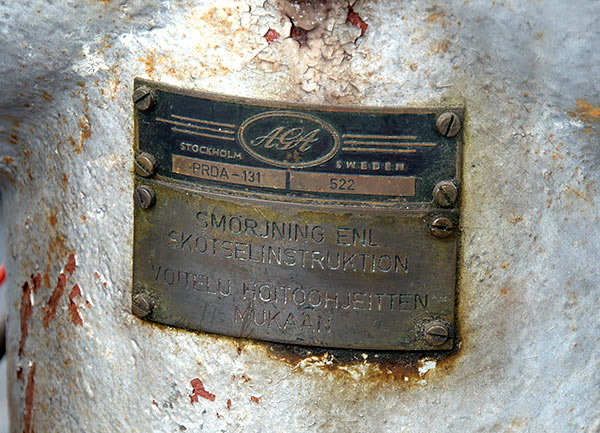 AGA
STOCKHOLM SWEDEN
PRDA-131 522
SMÖRJNING ENL.
SKÖTSELINSTRUKTION
VOITELU HOITOOHJEITTEN
MUKAAN